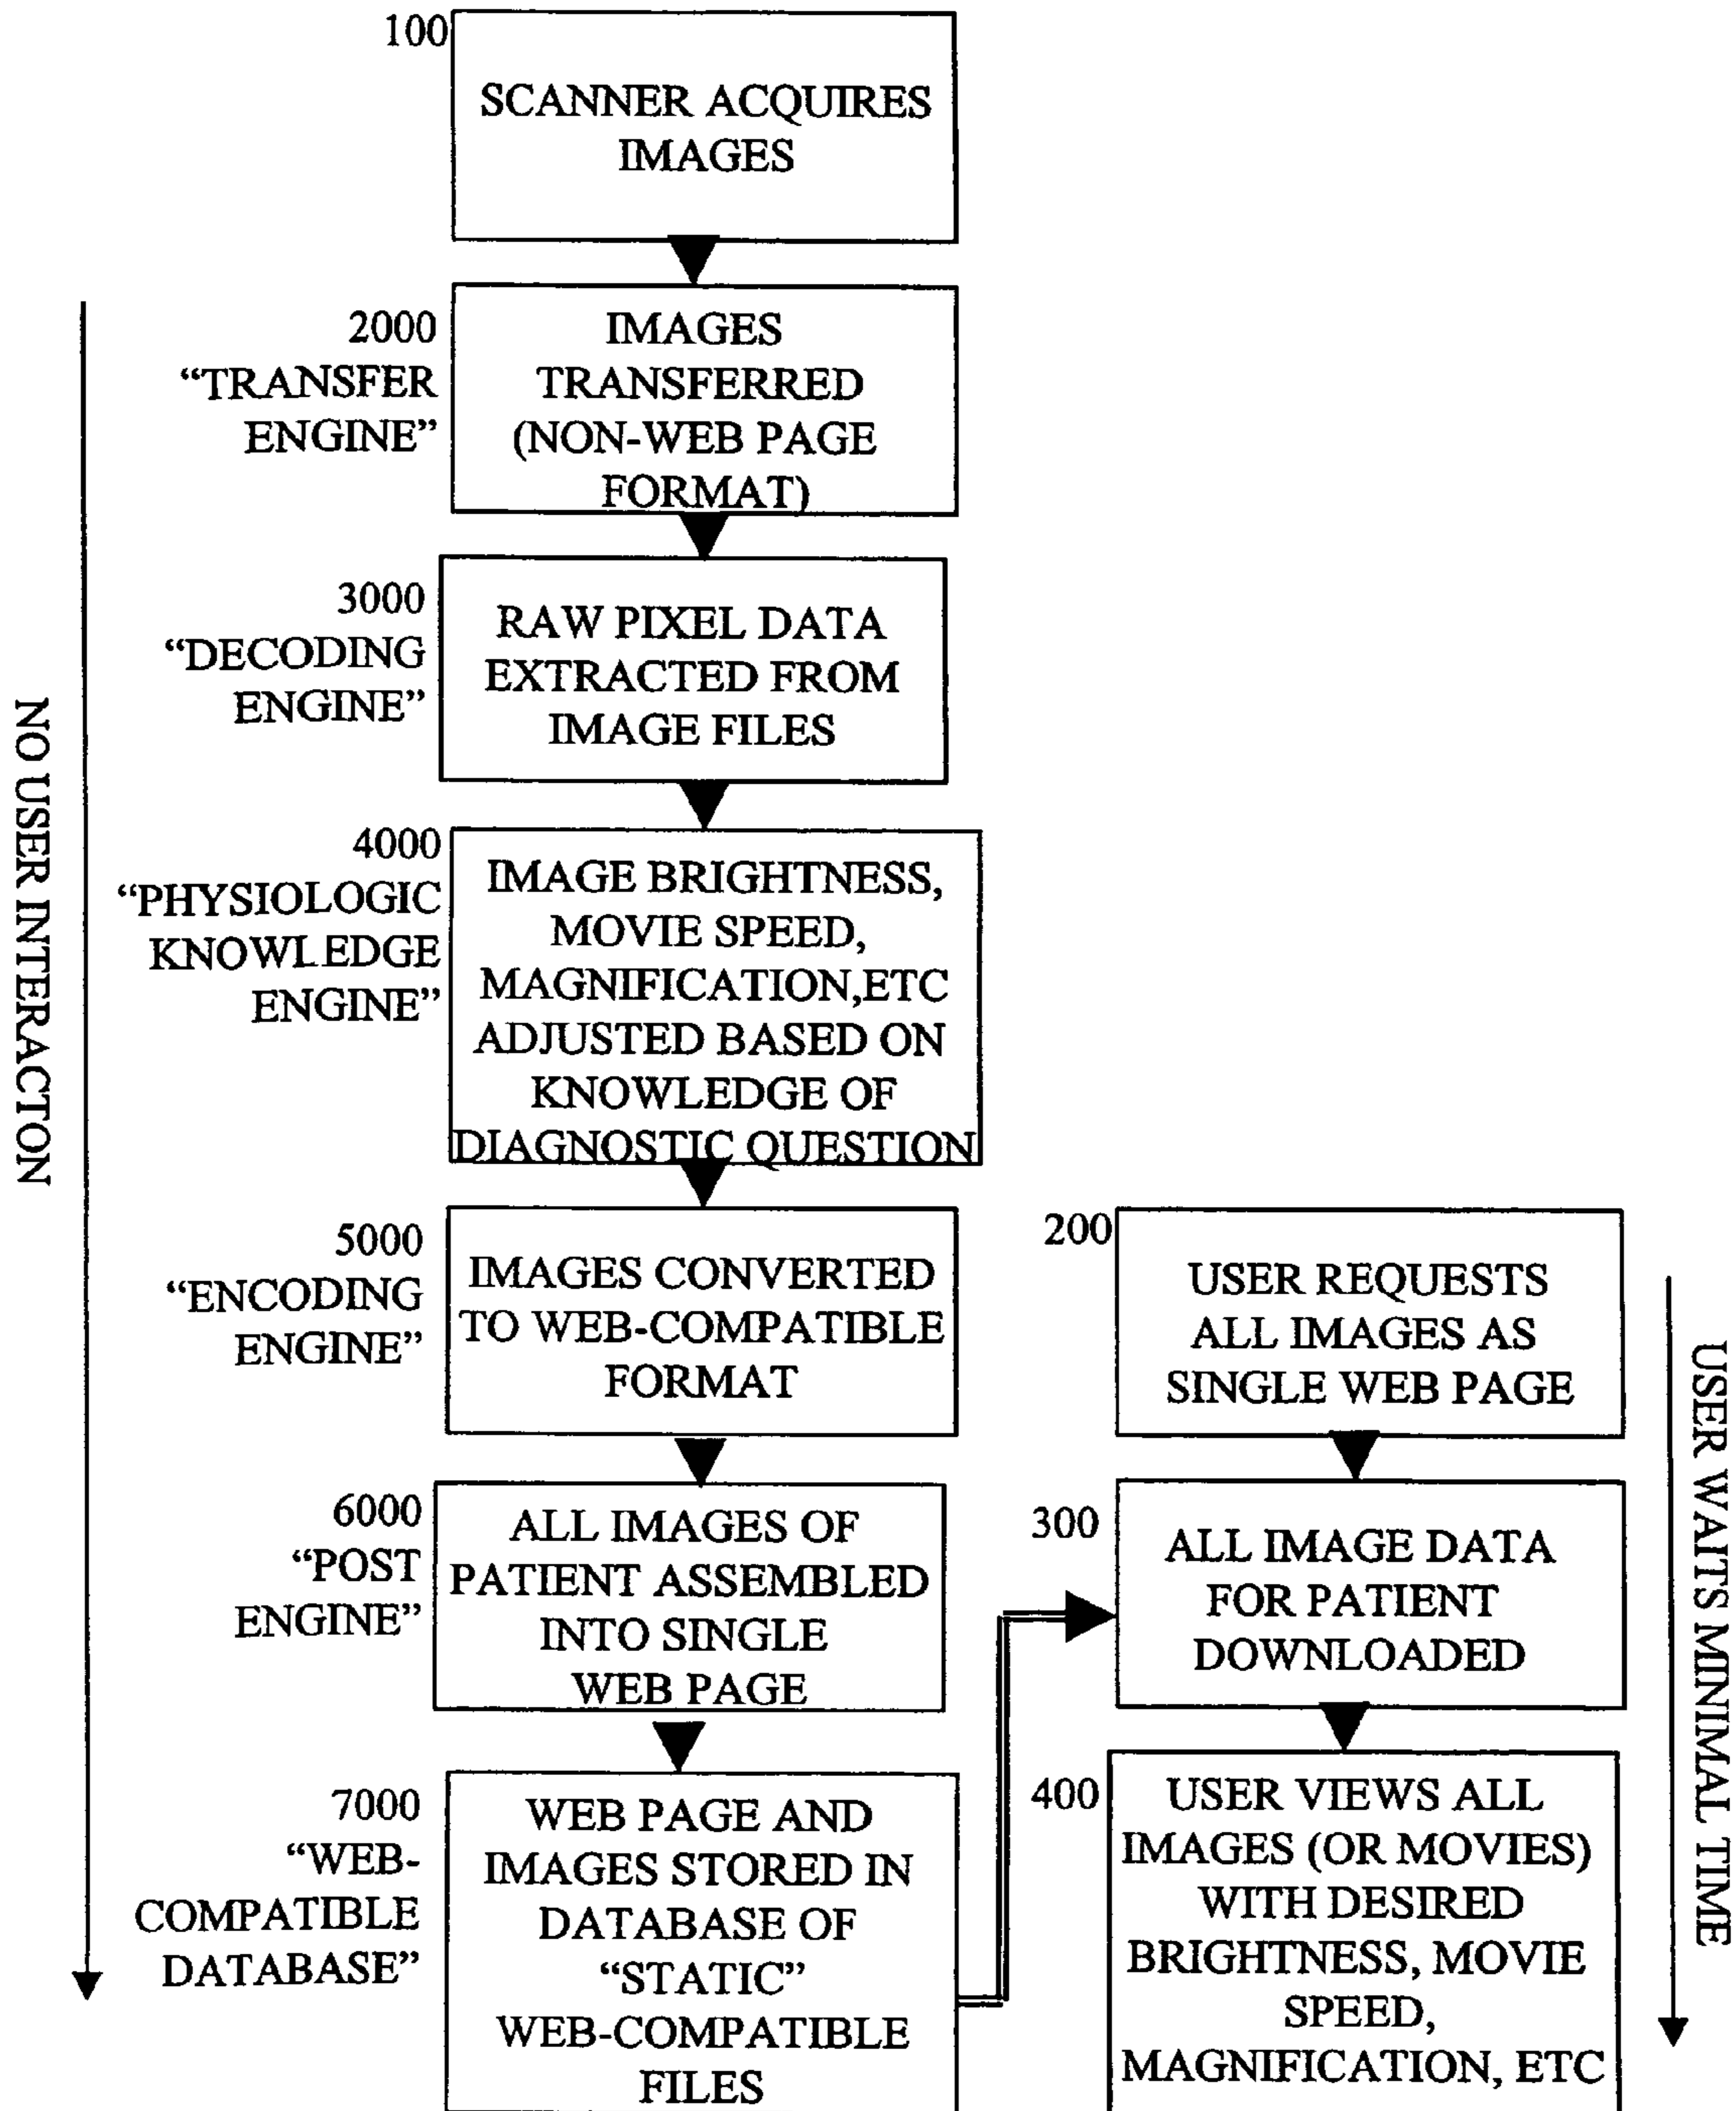 100
SCANNER ACQUIRES
IMAGES
2000
“TRANSFER
ENGINE”
IMAGES
TRANSFERRED
(NON-WEB PAGE
FORMAT)
3000
“DECODING
ENGINE”
RAW PIXEL DATA
EXTRACTED FROM
IMAGE FILES
4000
“PHYSIOLOGIC
KNOWLEDGE
ENGINE”
IMAGE BRIGHTNESS,
MOVIE SPEED,
MAGNIFICATION,ETC
ADJUSTED BASED ON
KNOWLEDGE OF
DIAGNOSTIC QUESTION
5000
“ENCODING
ENGINE”
IMAGES CONVERTED
TO WEB-COMPATIBLE
FORMAT
6000
“POST
ENGINE”
ALL IMAGES OF
PATIENT ASSEMBLED
INTO SINGLE
WEB PAGE
7000
“WEB-
COMPATIBLE
DATABASE”
WEB PAGE AND
IMAGES STORED IN
DATABASE OF
“STATIC”
WEB-COMPATIBLE
FILES
NO USER INTERACTON
200
USER REQUESTS
ALL IMAGES AS
SINGLE WEB PAGE
300
ALL IMAGE DATA
FOR PATIENT
DOWNLOADED
400
USER VIEWS ALL
IMAGES (OR MOVIES)
WITH DESIRED
BRIGHTNESS, MOVIE
SPEED,
MAGNIFICATION, ETC
USER WAITS MINIMAL TIME